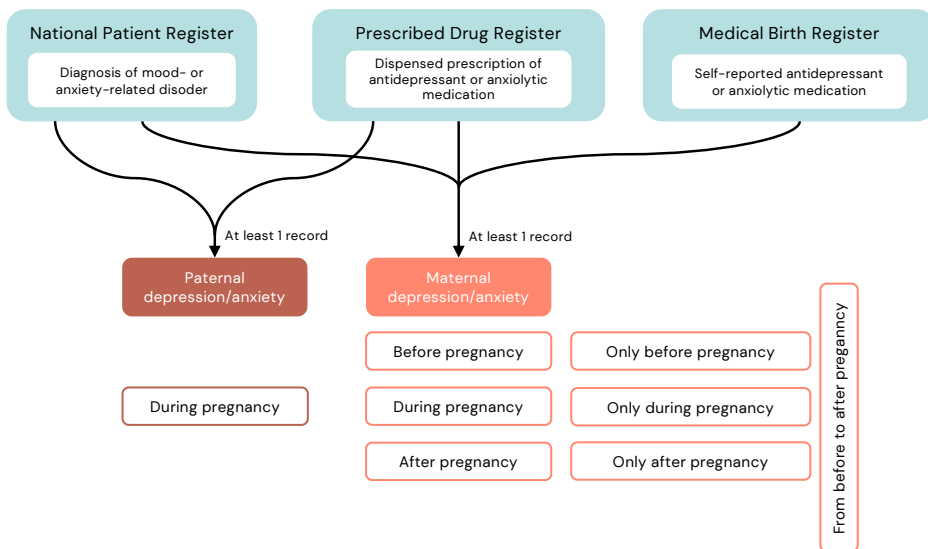 National Patient Register
Diagnosis of mood- or
anxiety-related disoder
Prescribed Drug Register
Dispensed prescription of
antidepressant or anxiolytic
medication
Medical Birth Register
Self-reported antidepressant
or anxiolytic medication
At least 1 record
At least 1 record
Paternal
depression/anxiety
Maternal
depression/anxiety
Before pregnancy
Only before pregnancy
During pregnancy
During pregnancy
Only during pregnancy
After pregnancy
Only after pregnancy
From before to after pregancy